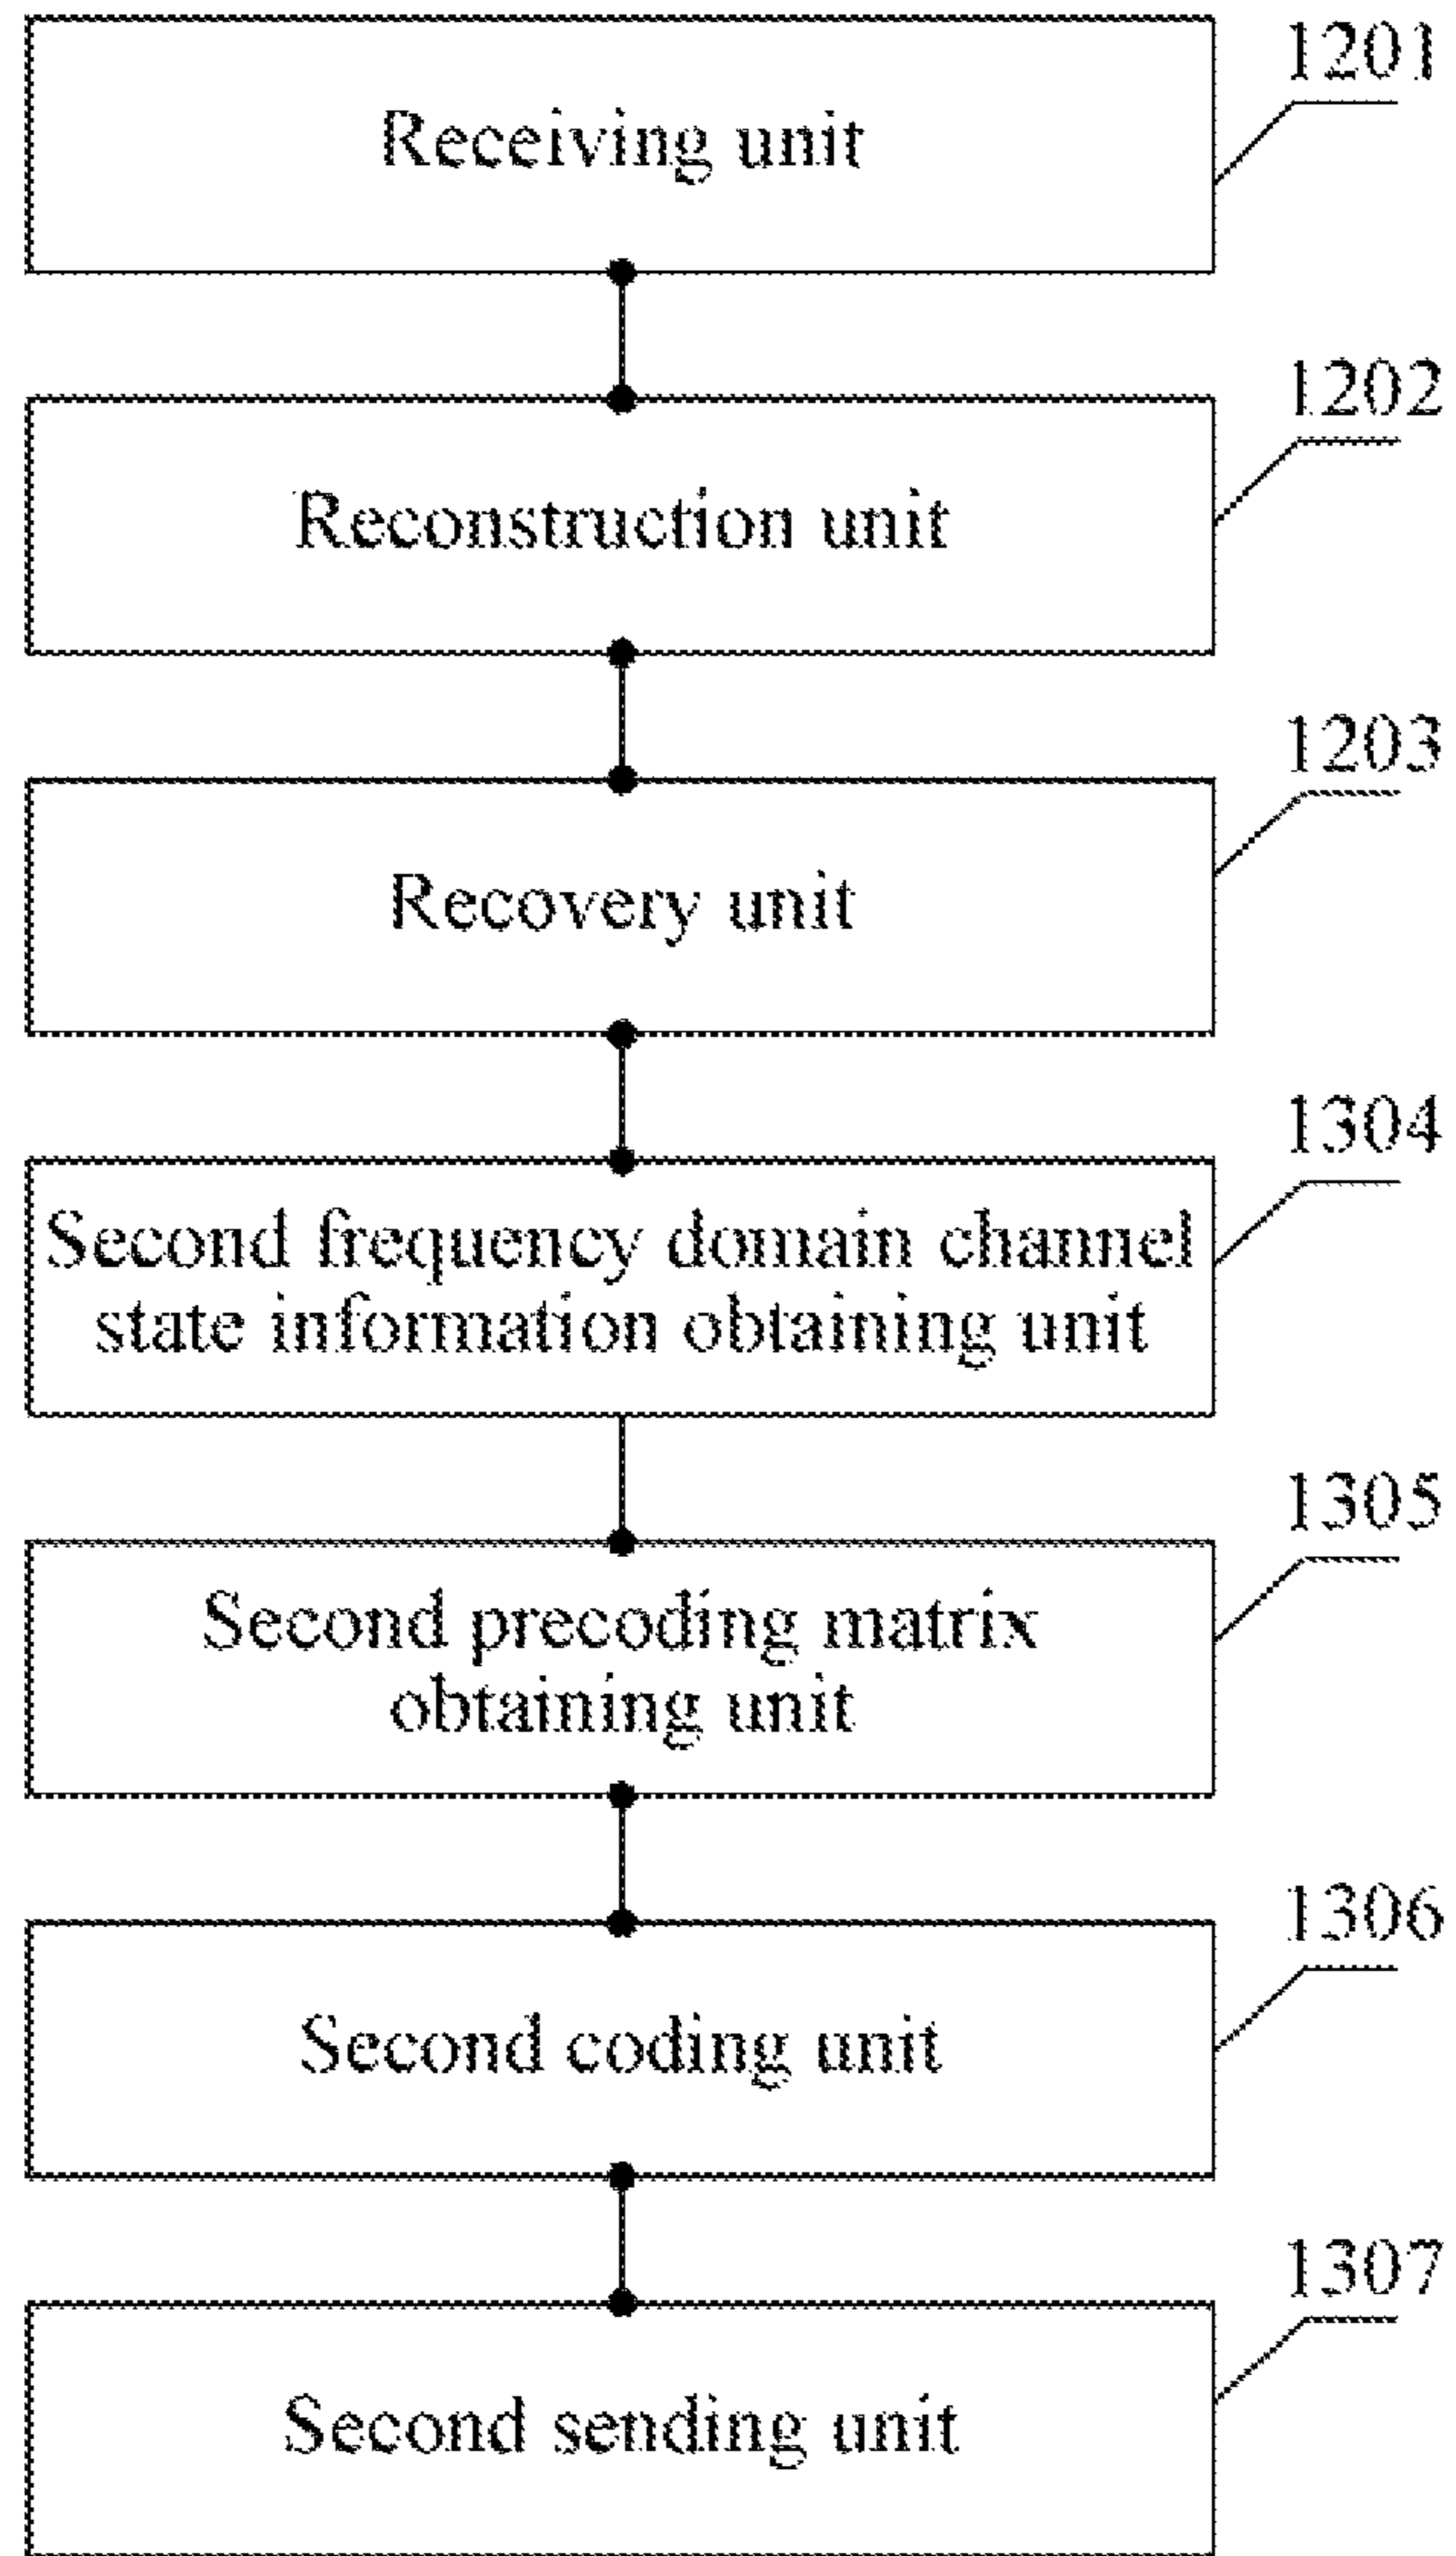 Receiving unit
1201
Reconstruction unit
1202
Recovery unit
1203
Second frequency domain channel
state information obtaining unit
1304
Second precoding matrix
obtaining unit
1305
Second coding unit
1306
Second sending unit
1307